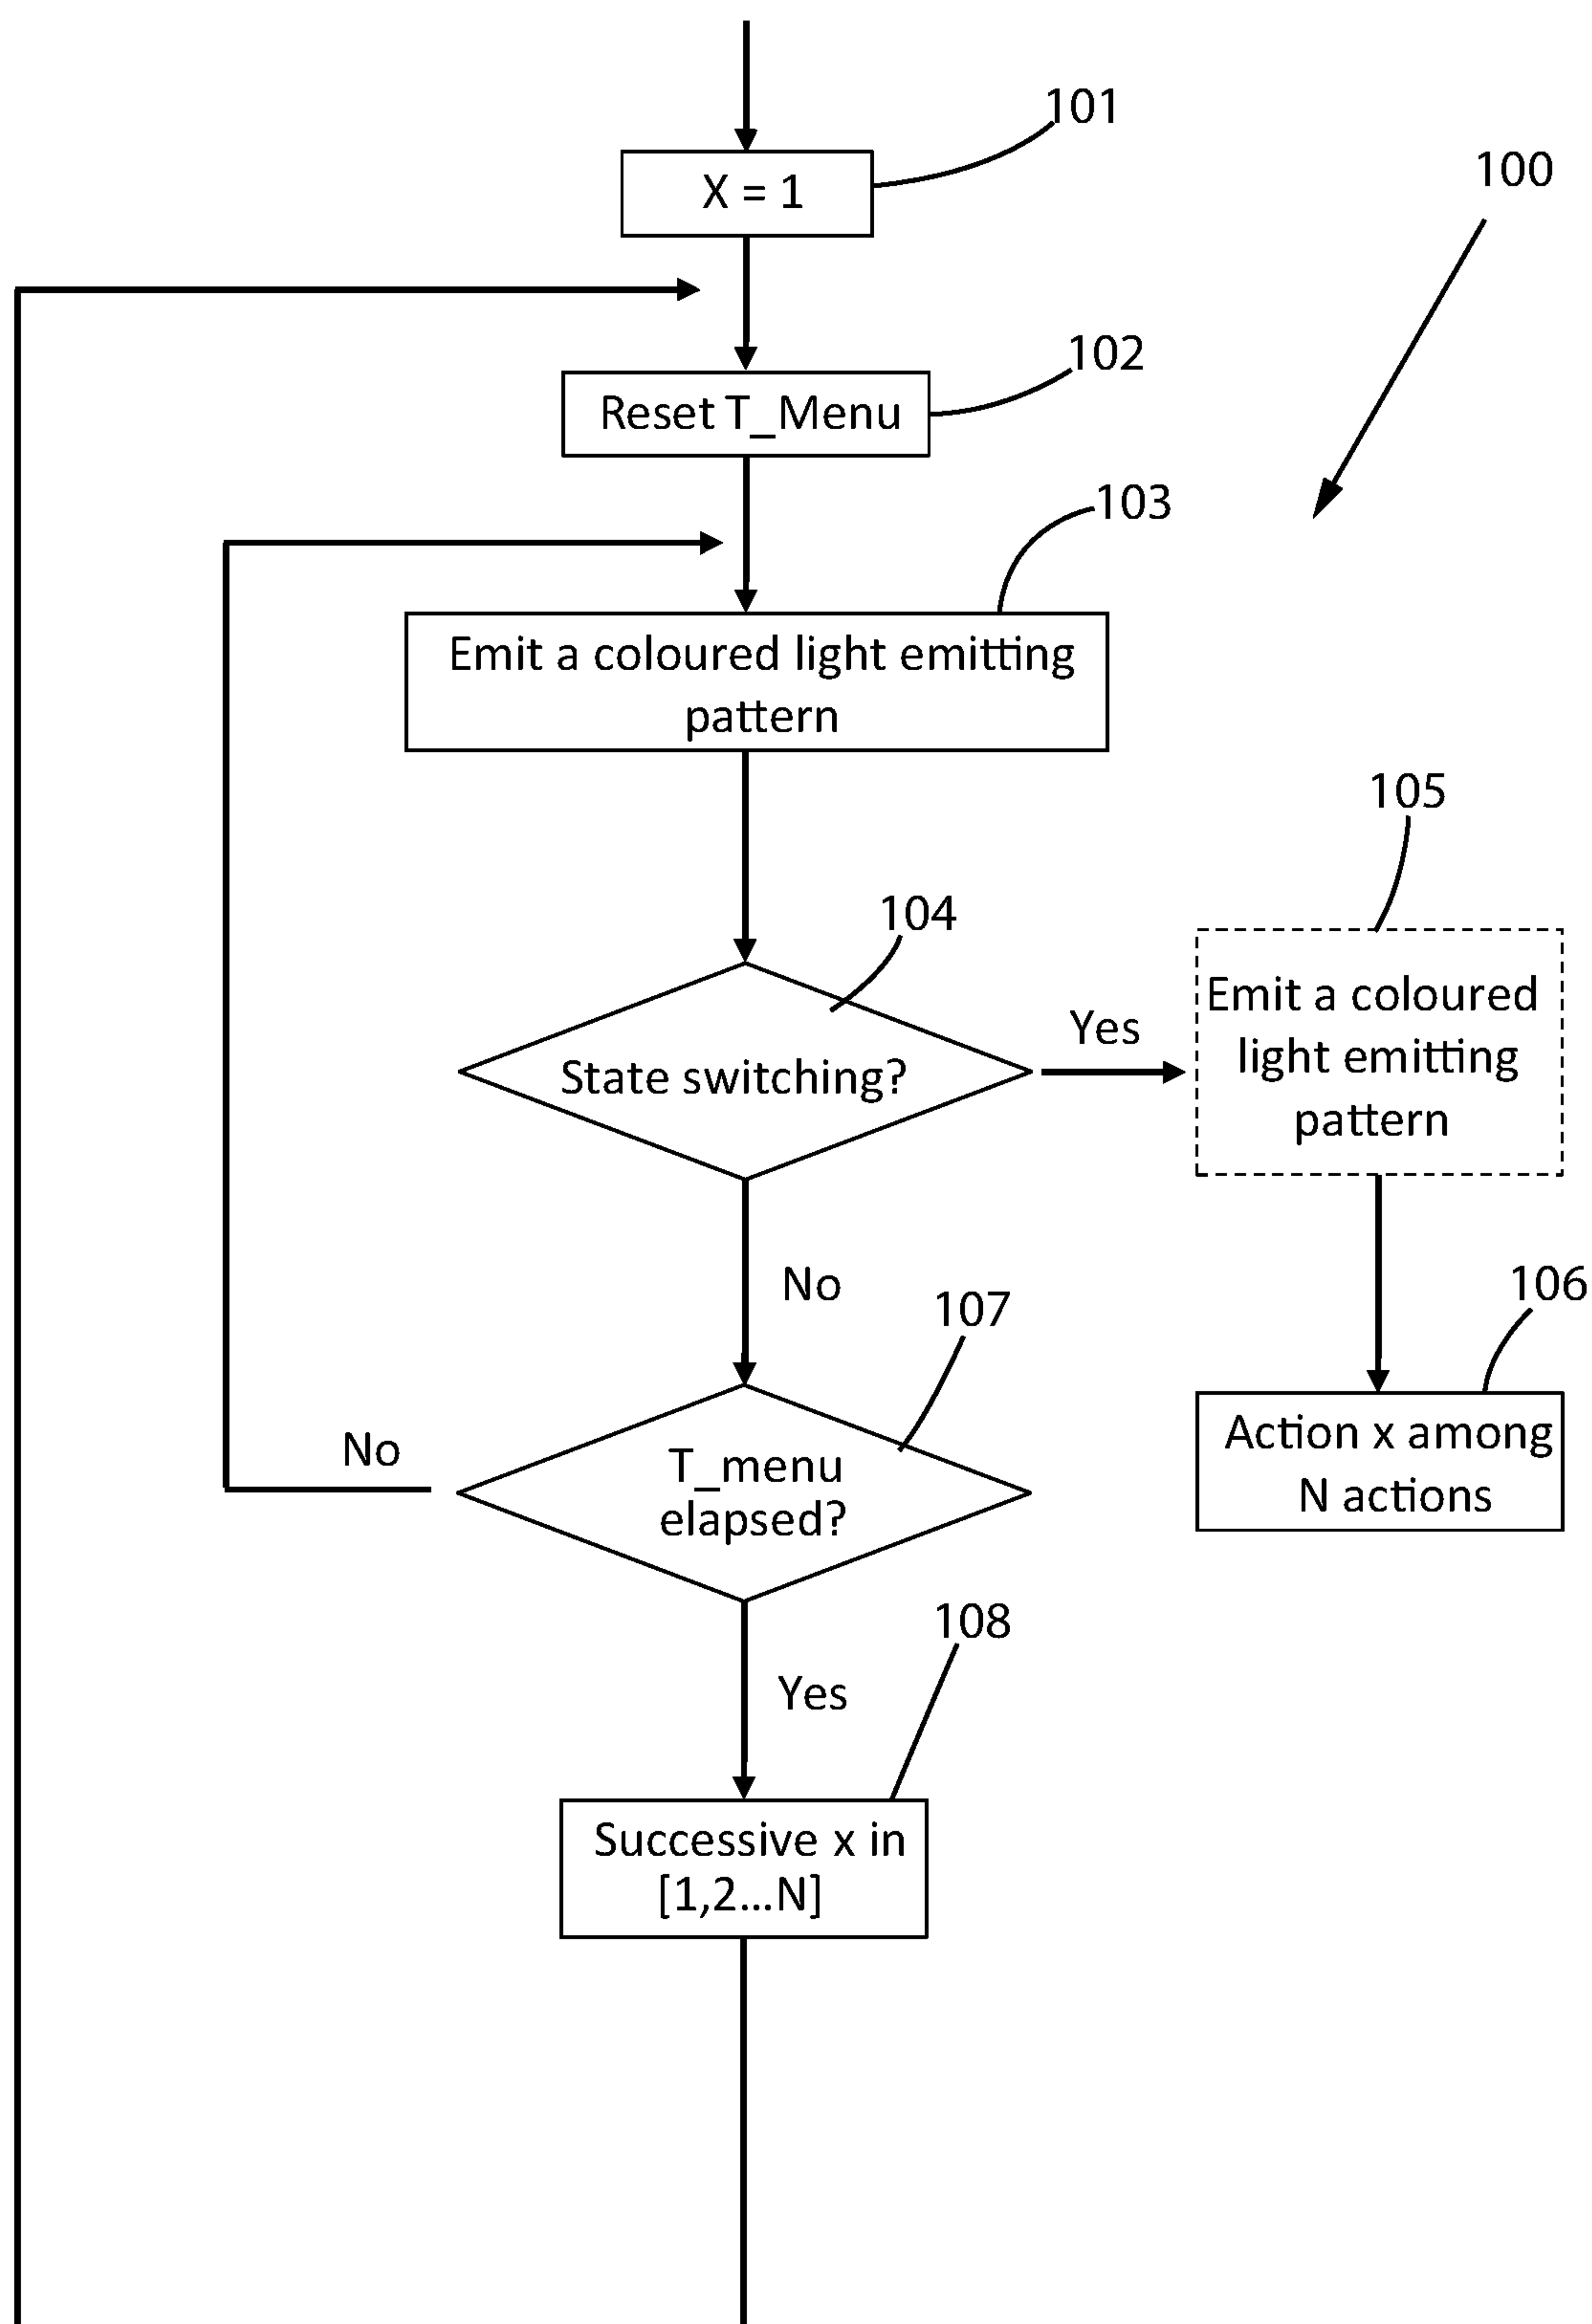 101
X = 1
100
102
Reset T_Menu
103
Emit a coloured light emitting
pattern
105
104
Emit a coloured
light emitting
pattern
Yes
State switching?
No
107
106
Action x among
N actions
No
T_menu
elapsed?
108
Yes
Successive x in
[1,2...N]